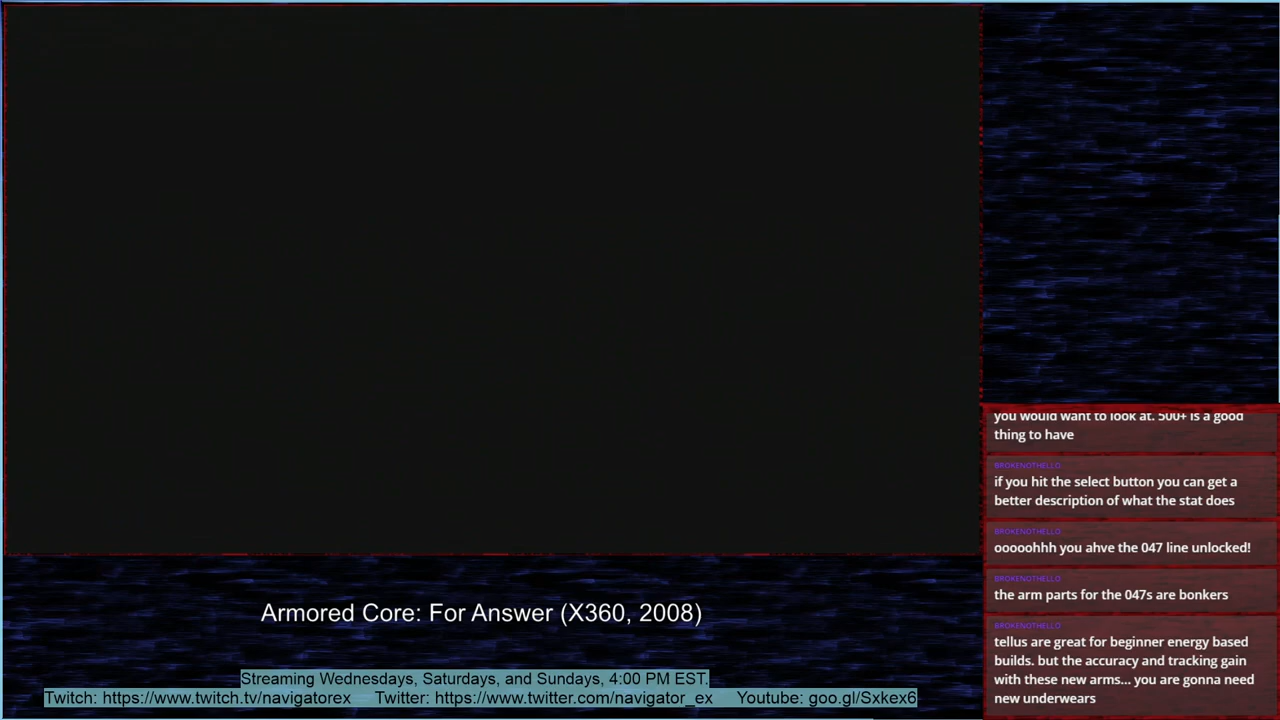 you would want to look at. 500+ is a good
thing to have
BROKENOTHELLO
if you hit the select button you can get a
better description of what the stat does
BROKENOTHELLO
ooooohhh you ahve the 047 line unlocked!
BROKENOTHELLO
the arm parts for the 047s are bonkers
BROKENOTHELLO
tellus are great for beginner energy based
builds. but the accuracy and tracking gain
with these new arms... you are gonna need
new underwears
Armored Core: For Answer (X360, 2008)
Streaming Wednesdays, Saturdays, and Sundays, 4:00 PM EST.
Twitch: https://www.twitch.tv/navigatorex Twitter: https://www.twitter.com/navigator_ex Youtube: goo.gl/Sxkex6